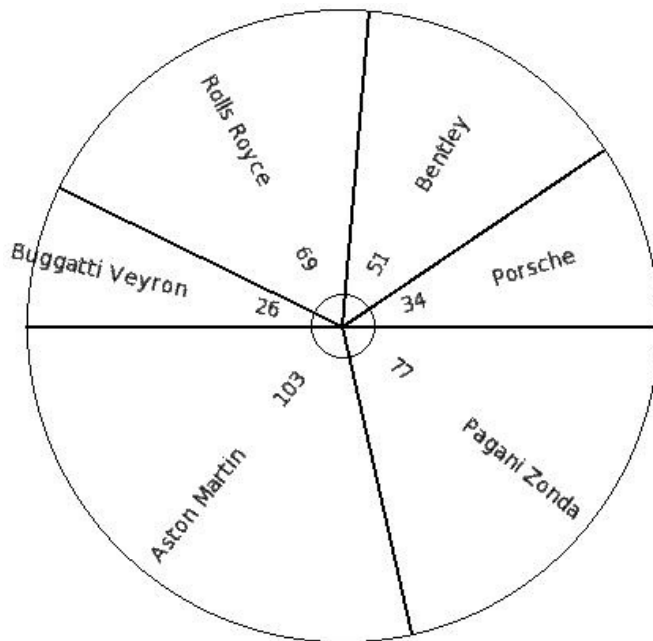 Rolls Royce
Bentley
Buggatti Veyron
69
51
Porsche
26
34
103
77
Aston Martin
Pagani Zonda